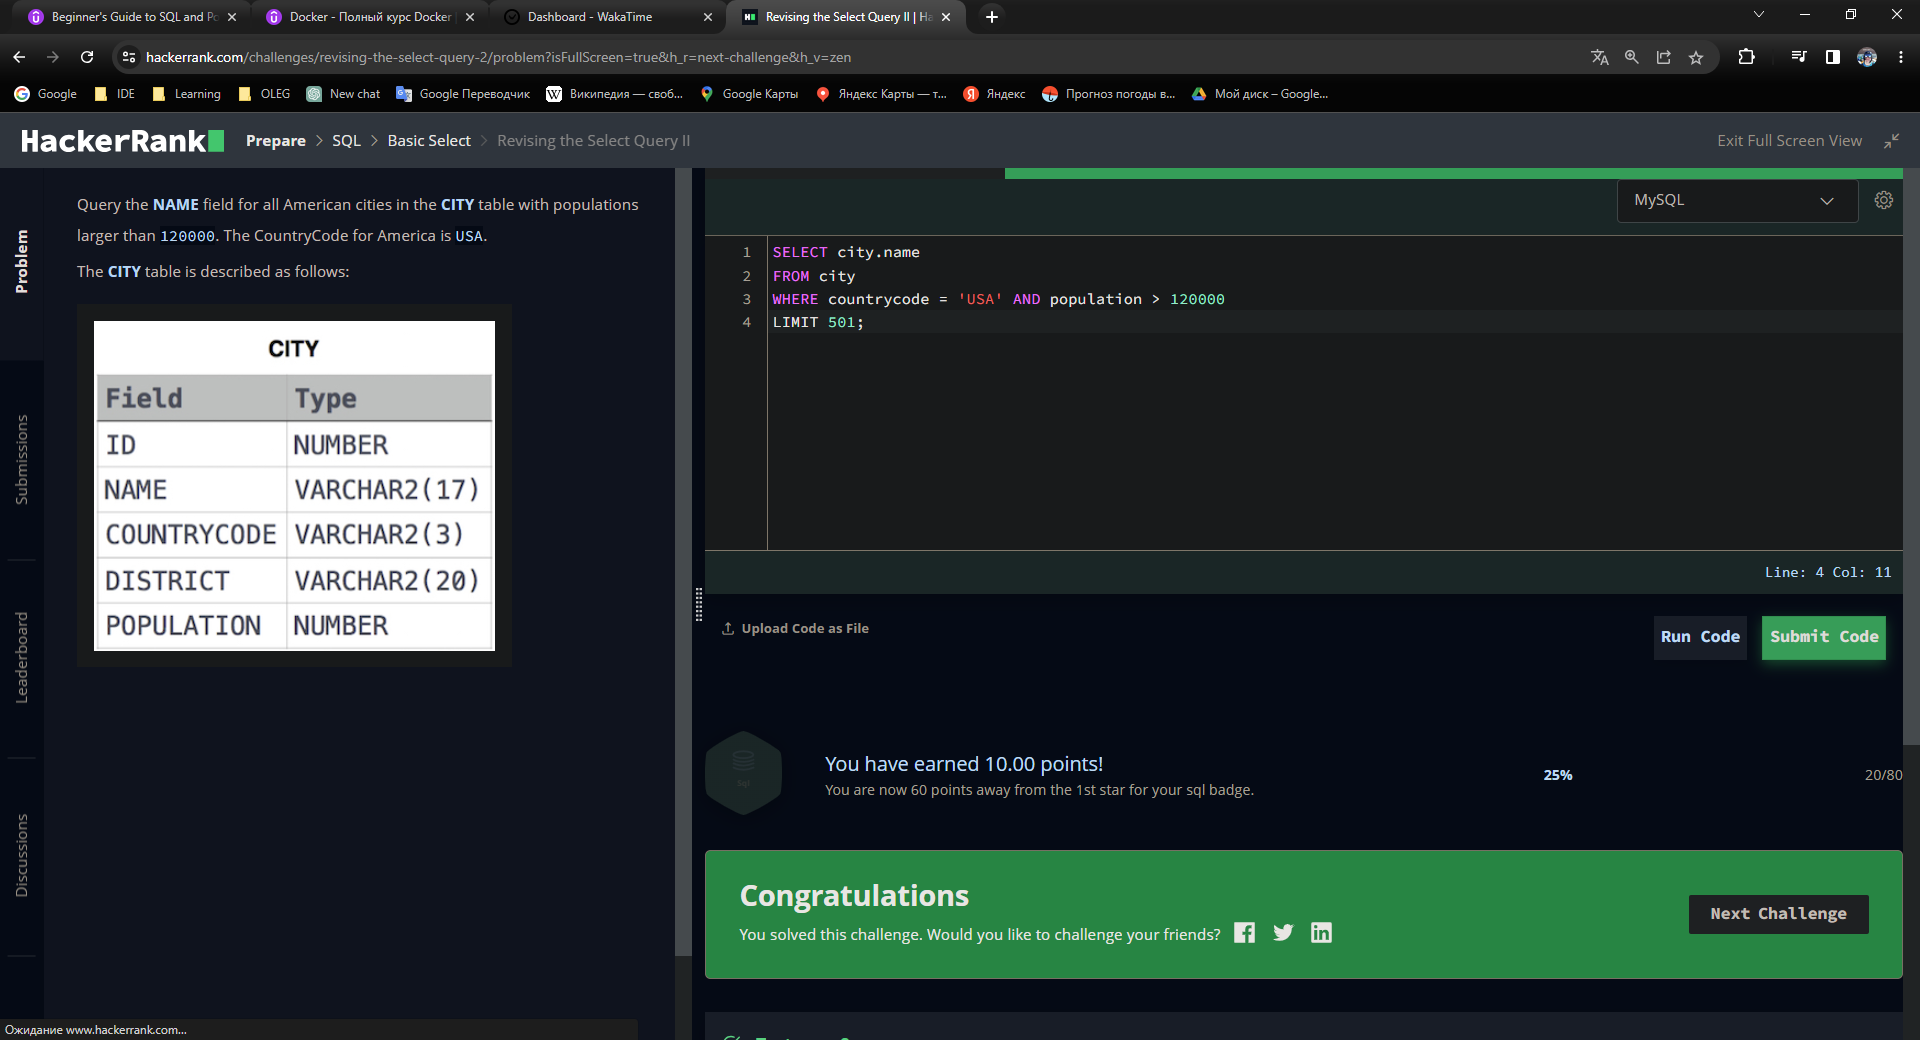 Beginner's Guide to SQL and Po
Docker - Полный курс Docker
Dashboard - WakaTime
Revising the Select Query II | Ha
hackerrank.com/challenges/revising-the-select-query-2/problem?isFullScreen=true&h_r=next-challenge&h_v=zen
Google
IDE
Learning
OLEG
New chat
Google Переводчик
Википедия — своб...
Google Карты
Яндекс Карты — т...
Яндекс
Прогноз погоды в...
Мой диск – Google...
HackerRank
Prepare > SQL > Basic Select > Revising the Select Query II
Exit Full Screen View
Problem
Submissions
Leaderboard
Discussions
Query the NAME field for all American cities in the CITY table with populations
larger than 120000. The CountryCode for America is USA.
The CITY table is described as follows:
CITY
Field Type
ID NUMBER
NAME VARCHAR2(17)
COUNTRYCODE VARCHAR2(3)
DISTRICT VARCHAR2(20)
POPULATION NUMBER
MySQL
1 SELECT city.name
2 FROM city
3 WHERE countrycode = 'USA' AND population > 120000
4 LIMIT 501;
Line: 4 Col: 11
Upload Code as File
Run Code
Submit Code
You have earned 10.00 points!
You are now 60 points away from the 1st star for your sql badge.
25%
20/80
Congratulations
You solved this challenge. Would you like to challenge your friends?
Next Challenge
Ожидание www.hackerrank.com...